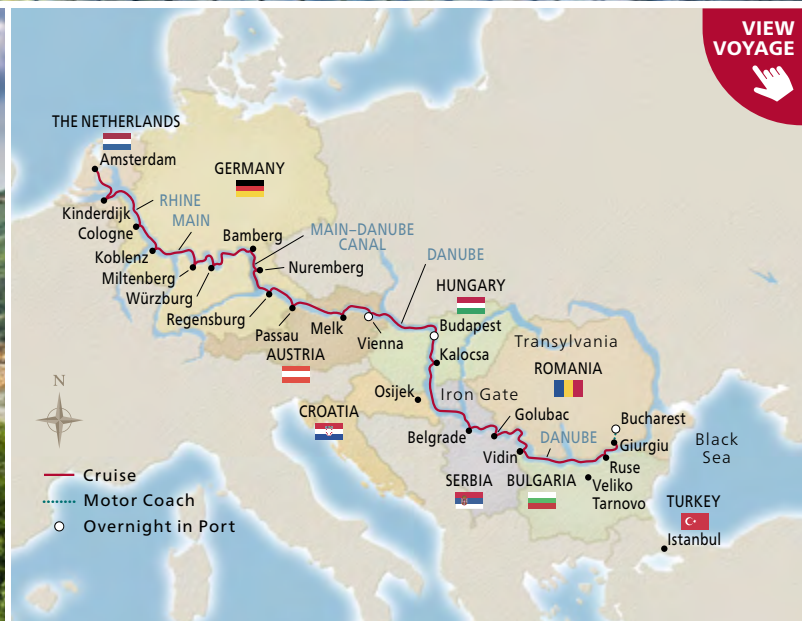 VIEW
VOYAGE
THE NETHERLANDS
Amsterdam
GERMANY
Kinderdijk
RHINE
MAIN
Cologne
Koblenz
Bamberg
MAIN–DANUBE
CANAL
Miltenberg
Nuremberg
Würzburg
DANUBE
Regensburg
HUNGARY
Passau
Melk
Vienna
Budapest
Transylvania
AUSTRIA
Kalocsa
ROMANIA
Osijek
Iron Gate
N
CROATIA
Golubac
Bucharest
Belgrade
DANUBE
Giurgiu
Black
Sea
Vidin
Ruse
Cruise
SERBIA
BULGARIA
Veliko
Tarnovo
TURKEY
Motor Coach
Overnight in Port
Istanbul